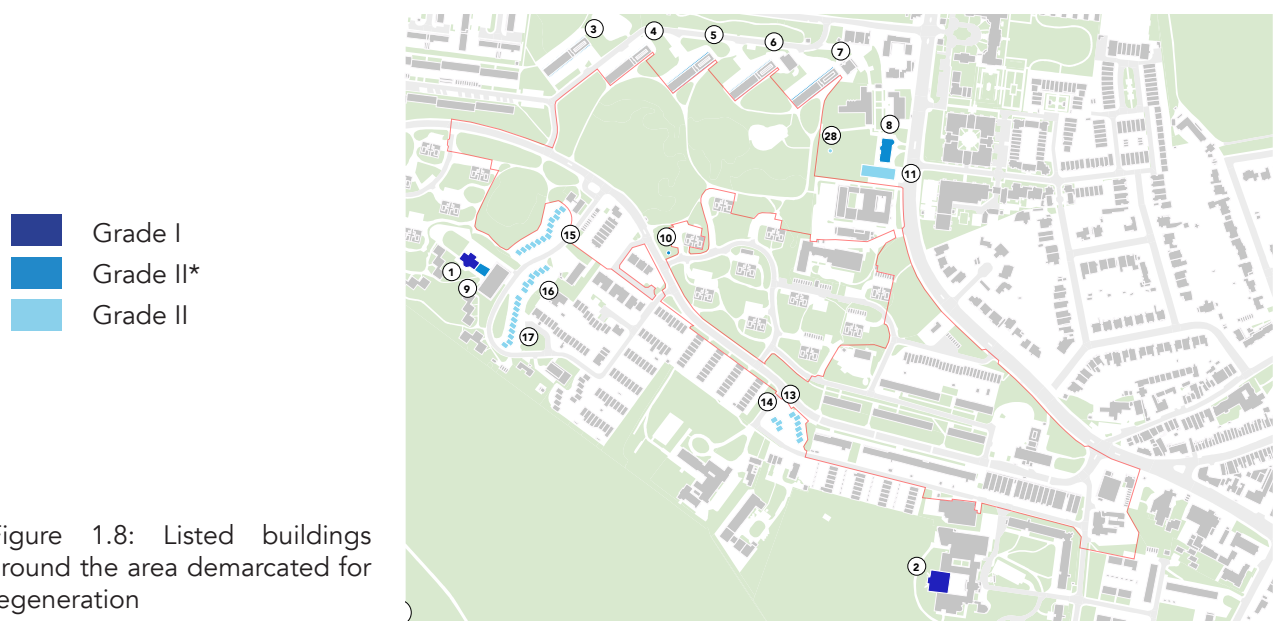 Grade I
Grade II*
Grade II
igure 1.8: Listed buildings
round the area demarcated for
egeneration
3
4
5
6
7
8
28
11
15
10
1
9
16
17
13
14
2